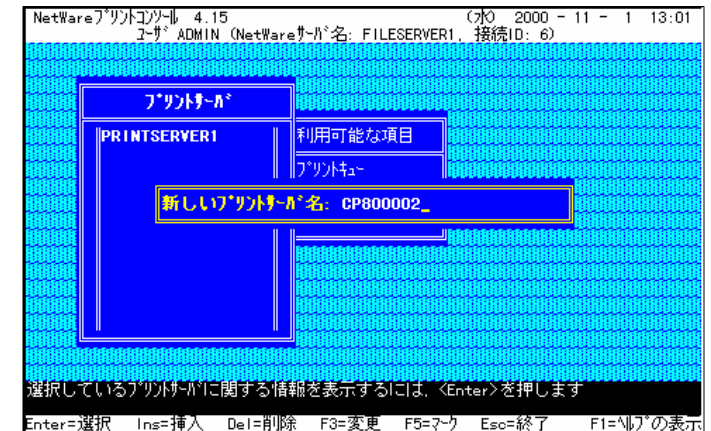 NetWareﾌﾟﾘﾝﾄｺﾝｿｰﾙ 4.15 (水) 2000 - 11 - 1 13:01
ﾕｰｻﾞ ADMIN (NetWareｻｰﾊﾞ名: FILESERVER1, 接続ID: 6)
ﾌﾟﾘﾝﾄｻｰﾊﾞ
PRINTSERVER1
利用可能な項目
ﾌﾟﾘﾝﾄｷｭｰ
新しいﾌﾟﾘﾝﾄｻｰﾊﾞ名: CP800002_
選択しているﾌﾟﾘﾝﾄｻｰﾊﾞに関する情報を表示するには, <Enter>を押します
Enter=選択 Ins=挿入 Del=削除 F3=変更 F5=ﾏｰｸ Esc=終了 F1=ﾍﾙﾌﾟの表示